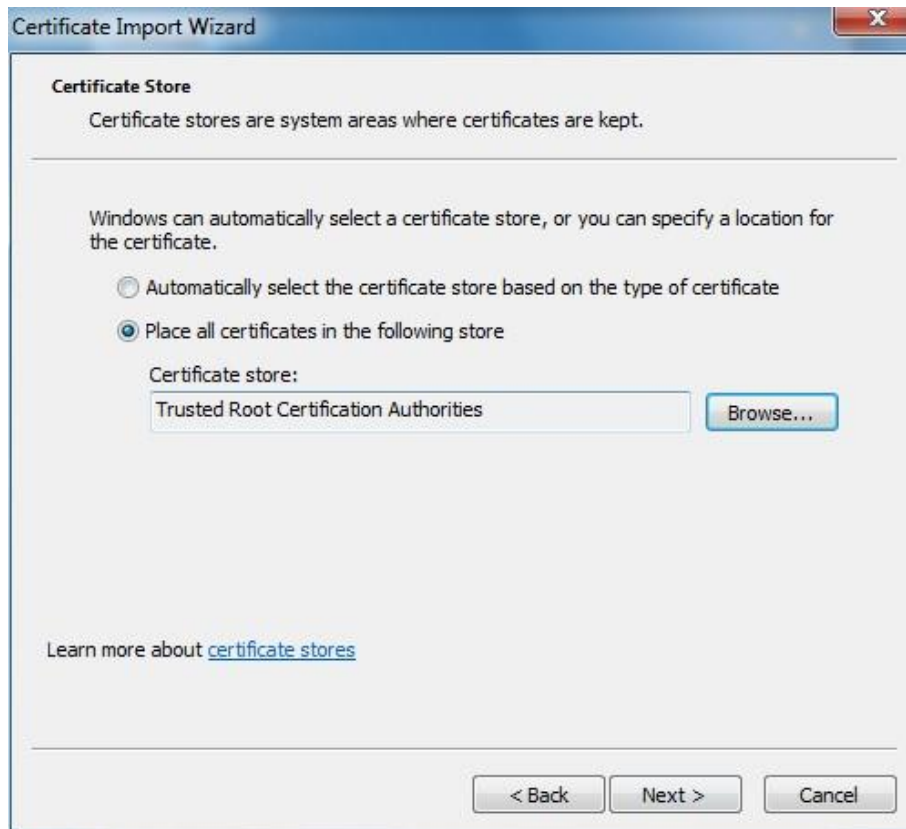 Certificate Import Wizard
Certificate Store
Certificate stores are system areas where certificates are kept.
Windows can automatically select a certificate store, or you can specify a location for
the certificate.
Automatically select the certificate store based on the type of certificate
Place all certificates in the following store
Certificate store:
Trusted Root Certification Authorities
Browse...
Learn more about certificate stores
< Back
Next >
Cancel